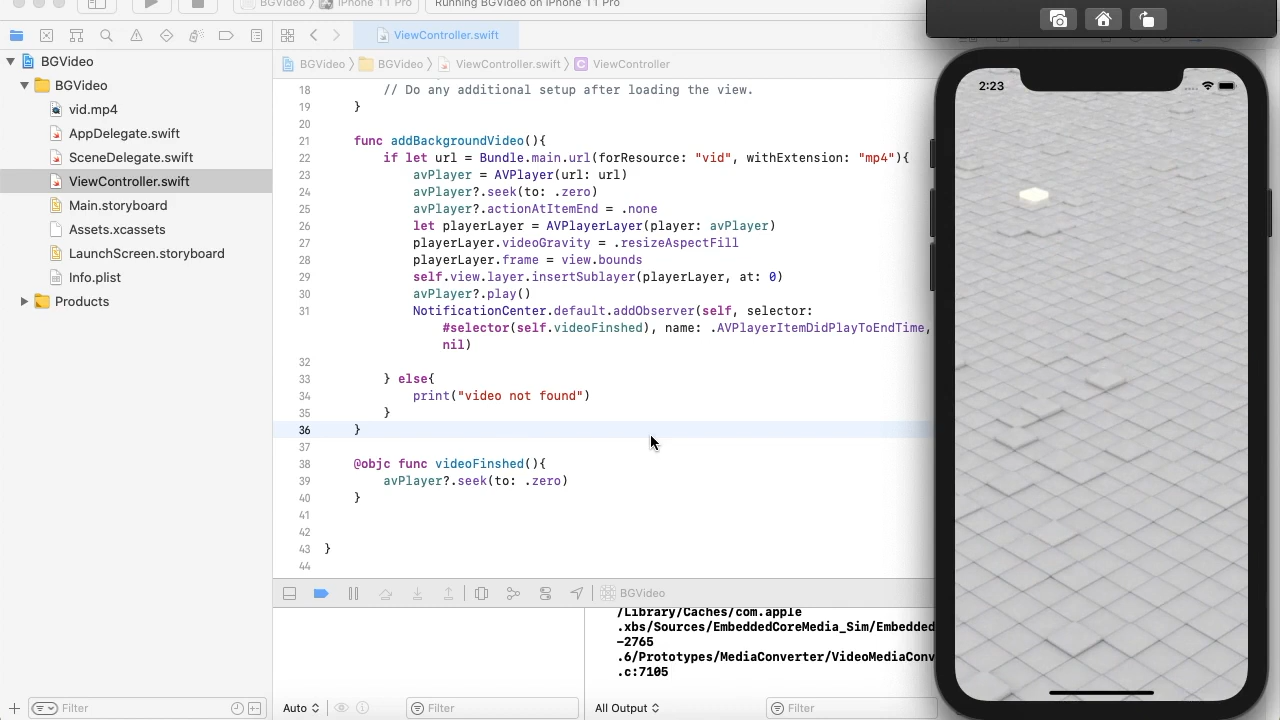 BGVideo
iPhone 11 Pro
Running BGVideo on iPhone 11 Pro
ViewController.swift
BGVideo
BGVideo
ViewController.swift
ViewController
BGVideo
BGVideo
vid.mp4
AppDelegate.swift
SceneDelegate.swift
ViewController.swift
Main.storyboard
Assets.xcassets
LaunchScreen.storyboard
Info.plist
Products
18 // Do any additional setup after loading the view.
19 }
20
21 func addBackgroundVideo(){
22 if let url = Bundle.main.url(forResource: "vid", withExtension: "mp4"){
23 avPlayer = AVPlayer(url: url)
24 avPlayer?.seek(to: .zero)
25 avPlayer?.actionAtItemEnd = .none
26 let playerLayer = AVPlayerLayer(player: avPlayer)
27 playerLayer.videoGravity = .resizeAspectFill
28 playerLayer.frame = view.bounds
29 self.view.layer.insertSublayer(playerLayer, at: 0)
30 avPlayer?.play()
31 NotificationCenter.default.addObserver(self, selector:
#selector(self.videoFinshed), name: .AVPlayerItemDidPlayToEndTime,
nil)
32
33 } else{
34 print("video not found")
35 }
36 }
37
38 @objc func videoFinshed(){
39 avPlayer?.seek(to: .zero)
40 }
41
42
43 }
44
BGVideo
/Library/Caches/com.apple
.xbs/Sources/EmbeddedCoreMedia_Sim/Embedded
-2765
.6/Prototypes/MediaConverter/VideoMediaConv
.c:7105
Filter
Auto
Filter
All Output
Filter
2:23